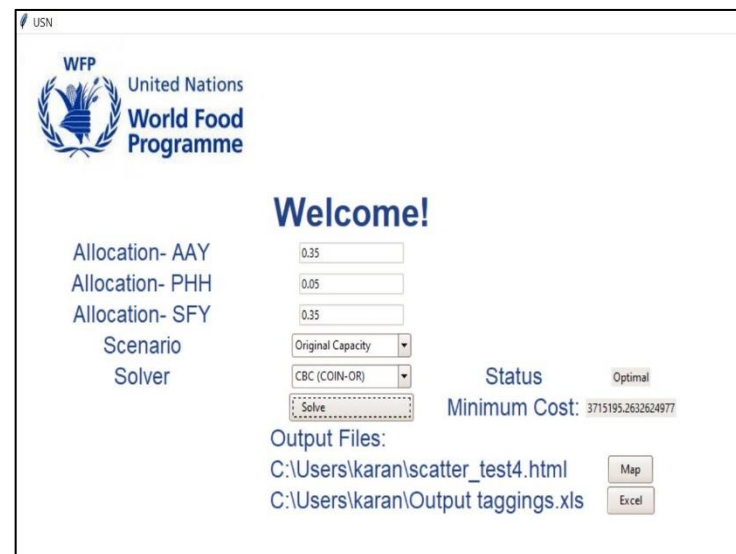 USN
WFP
United Nations
World Food
Programme
Welcome!
Allocation- AAY 0.35
Allocation- PHH 0.05
Allocation- SFY 0.35
Scenario Original Capacity
Solver CBC (COIN-OR) Status Optimal
Solve Minimum Cost: 3715195.2632624977
Output Files:
C:\Users\karan\scatter_test4.html Map
C:\Users\karan\Output taggings.xls Excel